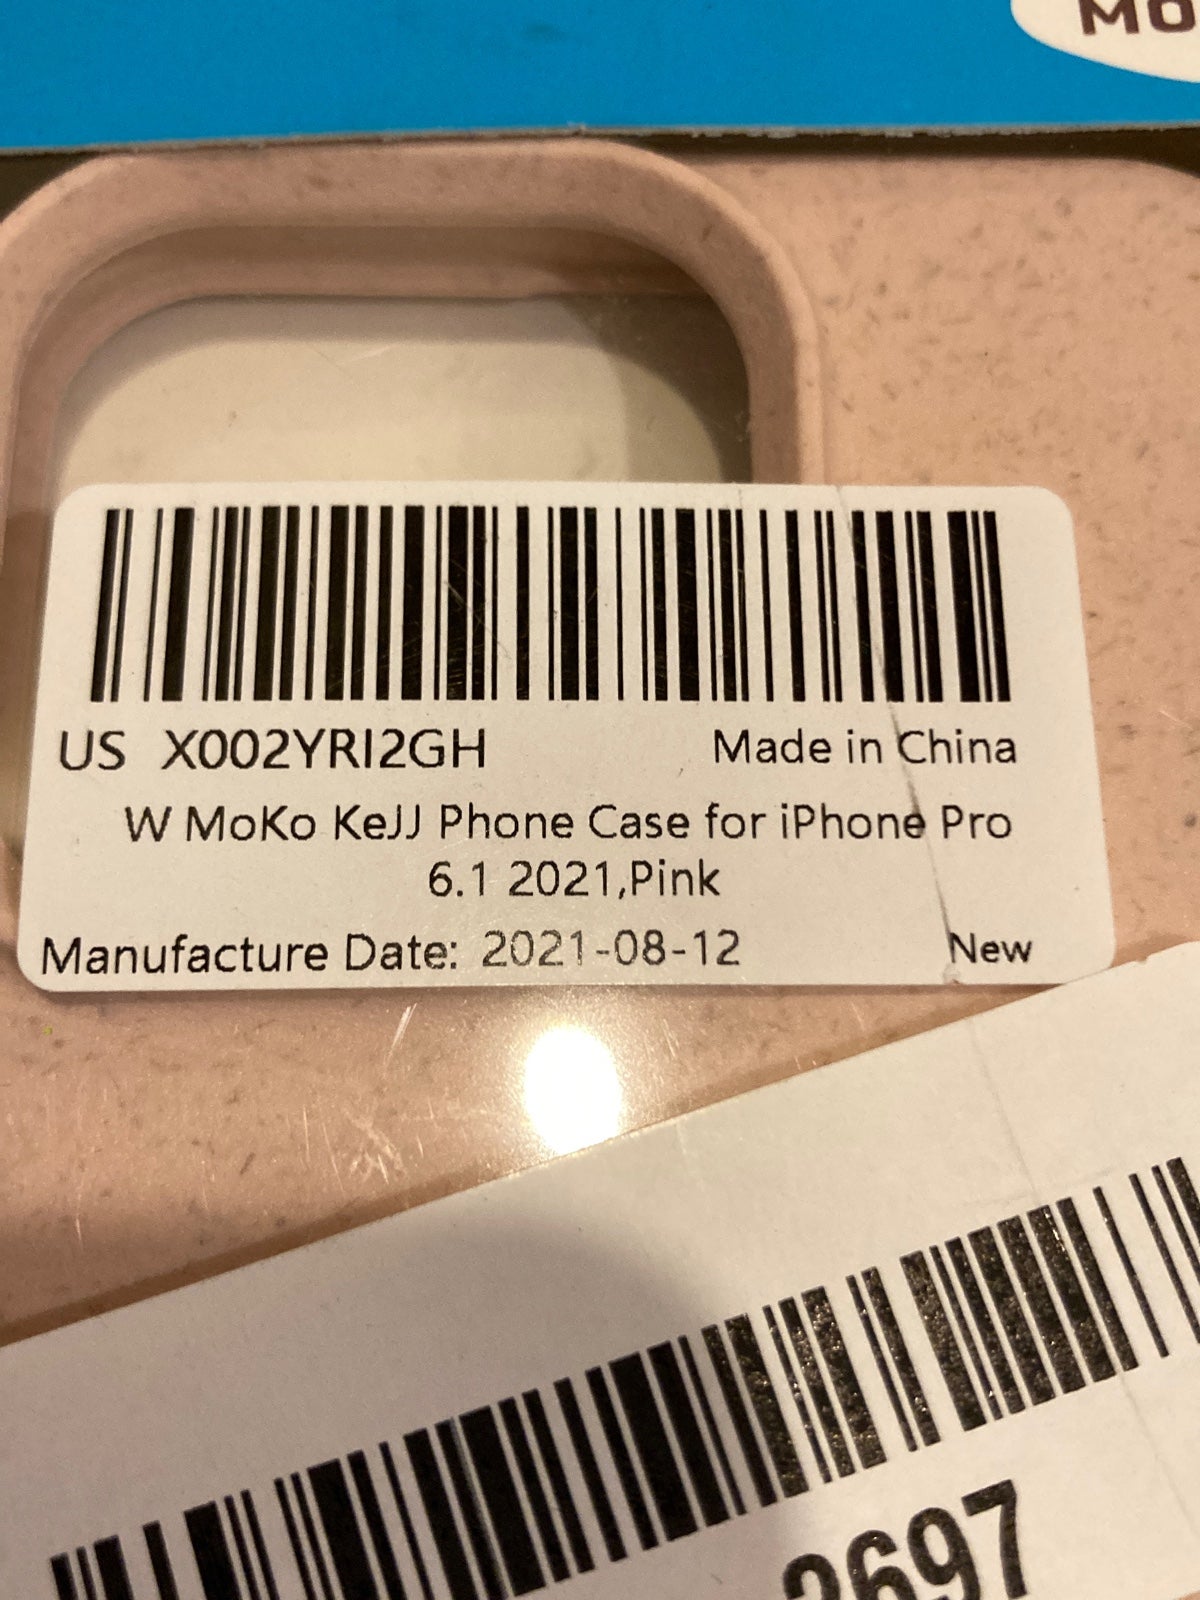 MO
US X002YRI2GH Made in China
W MoKo KeJJ Phone Case for iPhone Pro
6.1 2021,Pink
Manufacture Date: 2021-08-12 New
2697